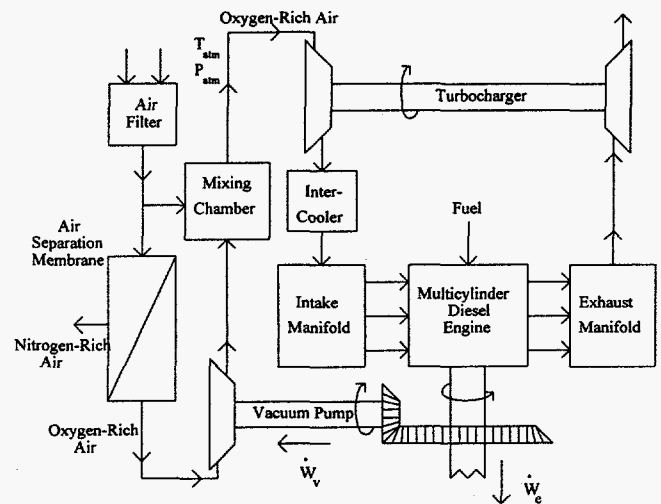 Oxygen-Rich Air
T_atm
P_atm
Air
Filter
Turbocharger
Mixing
Chamber
Inter-
Cooler
Fuel
Air
Separation
Membrane
Intake
Manifold
Multicylinder
Diesel
Engine
Exhaust
Manifold
Nitrogen-Rich
Air
Vacuum Pump
Oxygen-Rich
Air
Ẇ_v
Ẇ_e